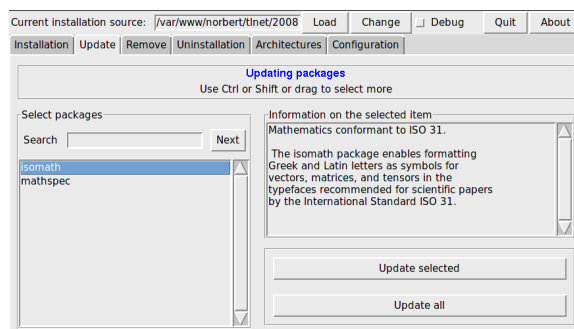 Current installation source: /var/www/norbert/tlnet/2008 Load Change Debug Quit About
Installation Update Remove Uninstallation Architectures Configuration
Updating packages
Use Ctrl or Shift or drag to select more
Select packages
Search Next
isomath
mathspec
Information on the selected item
Mathematics conformant to ISO 31.
The isomath package enables formatting
Greek and Latin letters as symbols for
vectors, matrices, and tensors in the
typefaces recommended for scientific papers
by the International Standard ISO 31.
Update selected
Update all